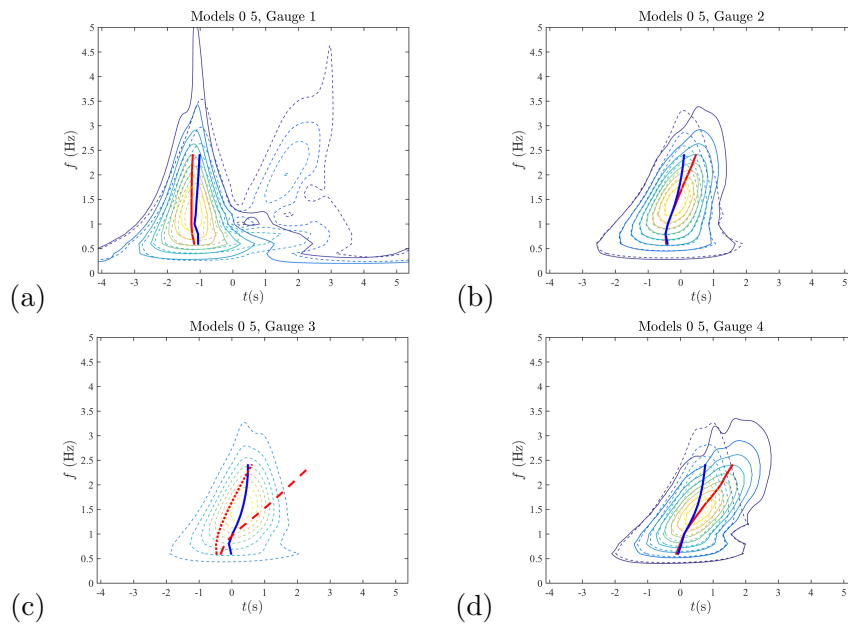 Models 0 5, Gauge 1
5
4.5
4
3.5
3
2.5
2
1.5
1
0.5
0
f (Hz)
-4 -3 -2 -1 0 1 2 3 4 5
t(s)
(a)
Models 0 5, Gauge 2
5
4.5
4
3.5
3
2.5
2
1.5
1
0.5
0
f (Hz)
-4 -3 -2 -1 0 1 2 3 4 5
t(s)
(b)
Models 0 5, Gauge 3
5
4.5
4
3.5
3
2.5
2
1.5
1
0.5
0
f (Hz)
-4 -3 -2 -1 0 1 2 3 4 5
t(s)
(c)
Models 0 5, Gauge 4
5
4.5
4
3.5
3
2.5
2
1.5
1
0.5
0
f (Hz)
-4 -3 -2 -1 0 1 2 3 4 5
t(s)
(d)